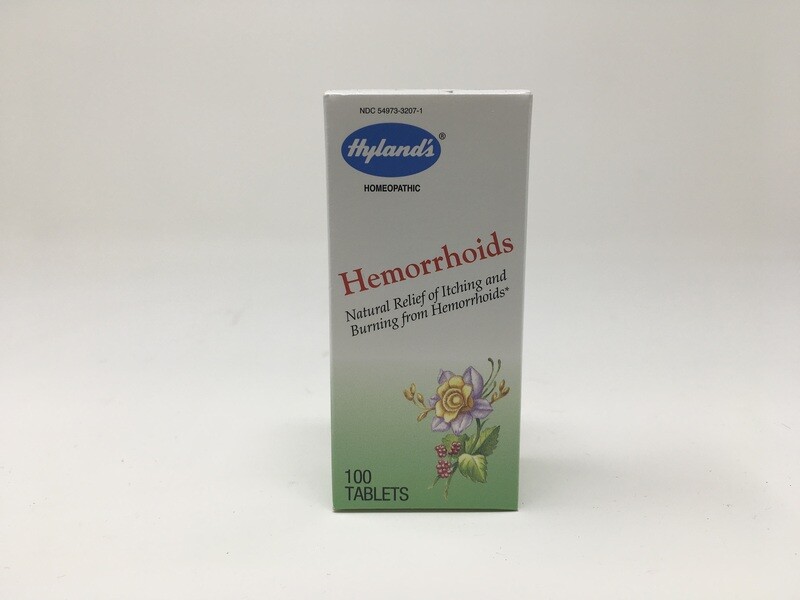 NDC 54973-3207-1
Hyland's®
HOMEOPATHIC
Hemorrhoids
Natural Relief of Itching and
Burning from Hemorrhoids*
100
TABLETS